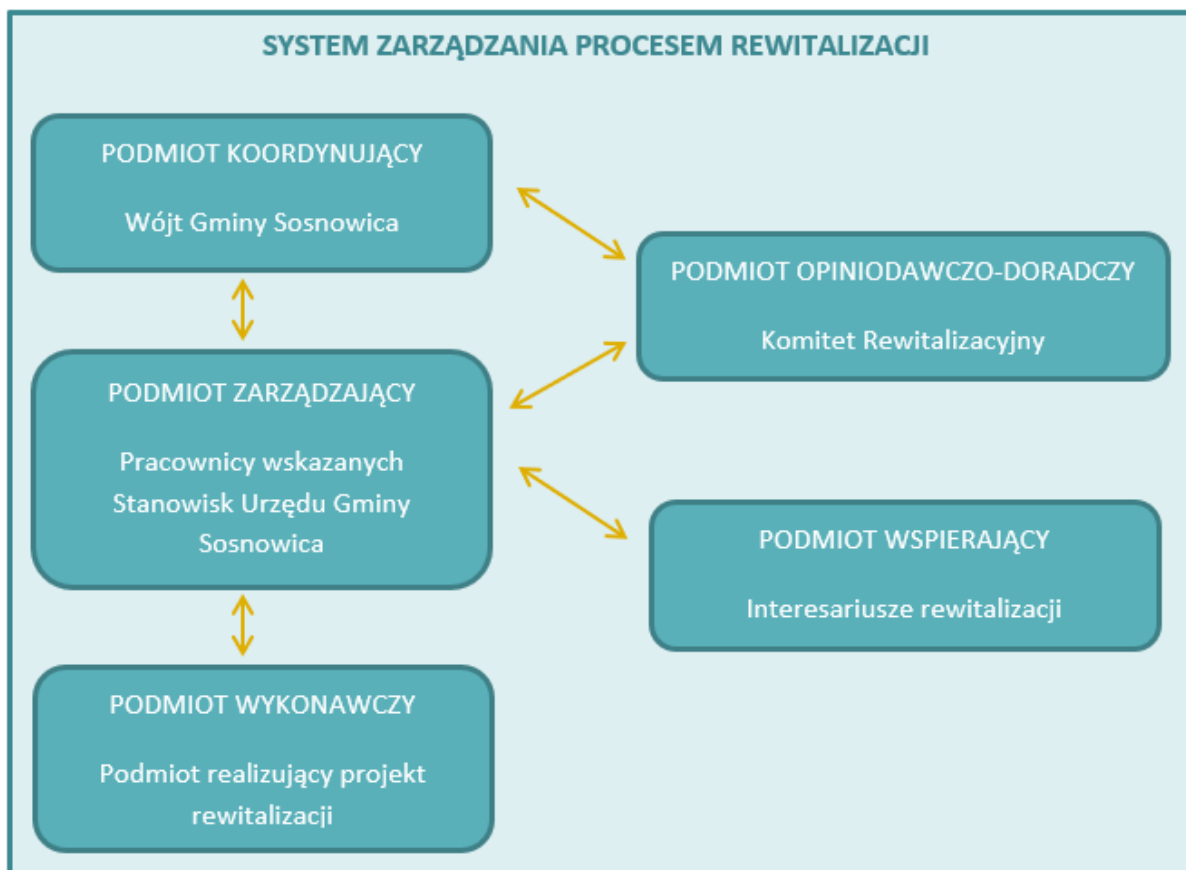 SYSTEM ZARZĄDZANIA PROCESEM REWITALIZACJI
PODMIOT KOORDYNUJĄCY
Wójt Gminy Sosnowica
PODMIOT OPINIODAWCZO-DORADCZY
Komitet Rewitalizacyjny
PODMIOT ZARZĄDZAJĄCY
Pracownicy wskazanych
Stanowisk Urzędu Gminy
Sosnowica
PODMIOT WSPIERAJĄCY
Interesariusze rewitalizacji
PODMIOT WYKONAWCZY
Podmiot realizujący projekt
rewitalizacji